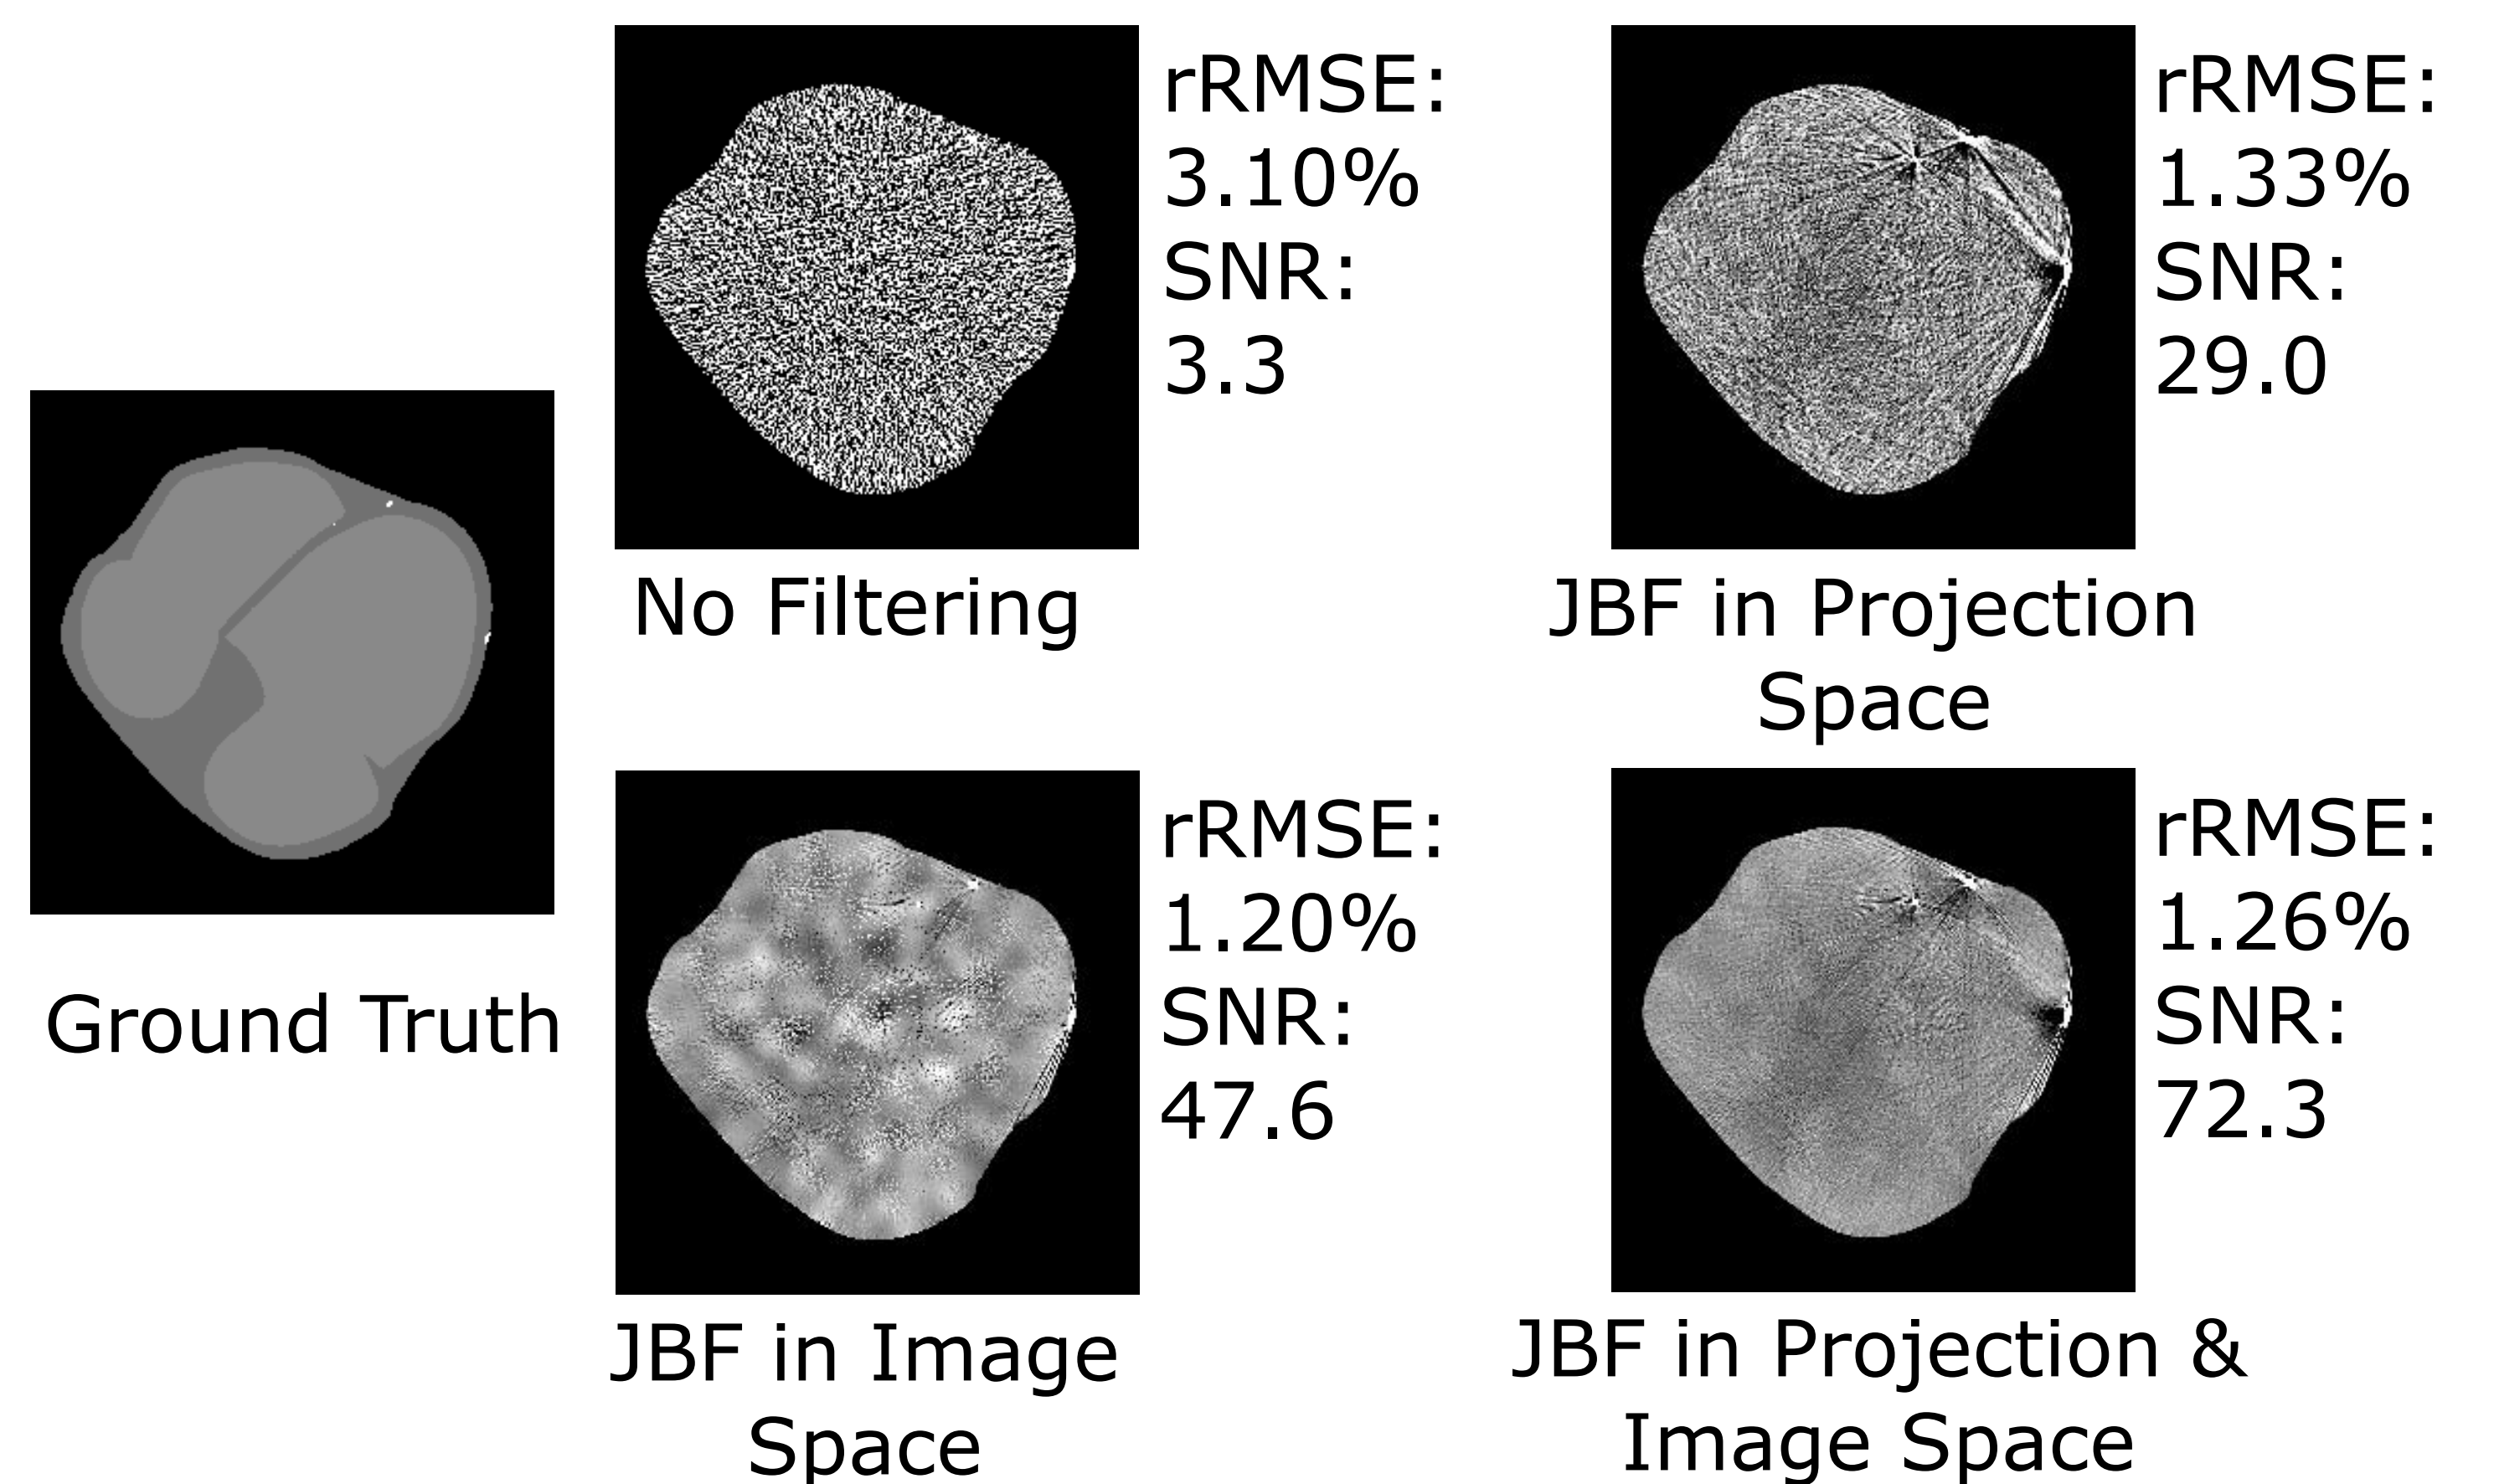 rRMSE:
3.10%
SNR:
3.3
No Filtering
rRMSE:
1.33%
SNR:
29.0
JBF in Projection
Space
Ground Truth
rRMSE:
1.20%
SNR:
47.6
JBF in Image
Space
rRMSE:
1.26%
SNR:
72.3
JBF in Projection &
Image Space